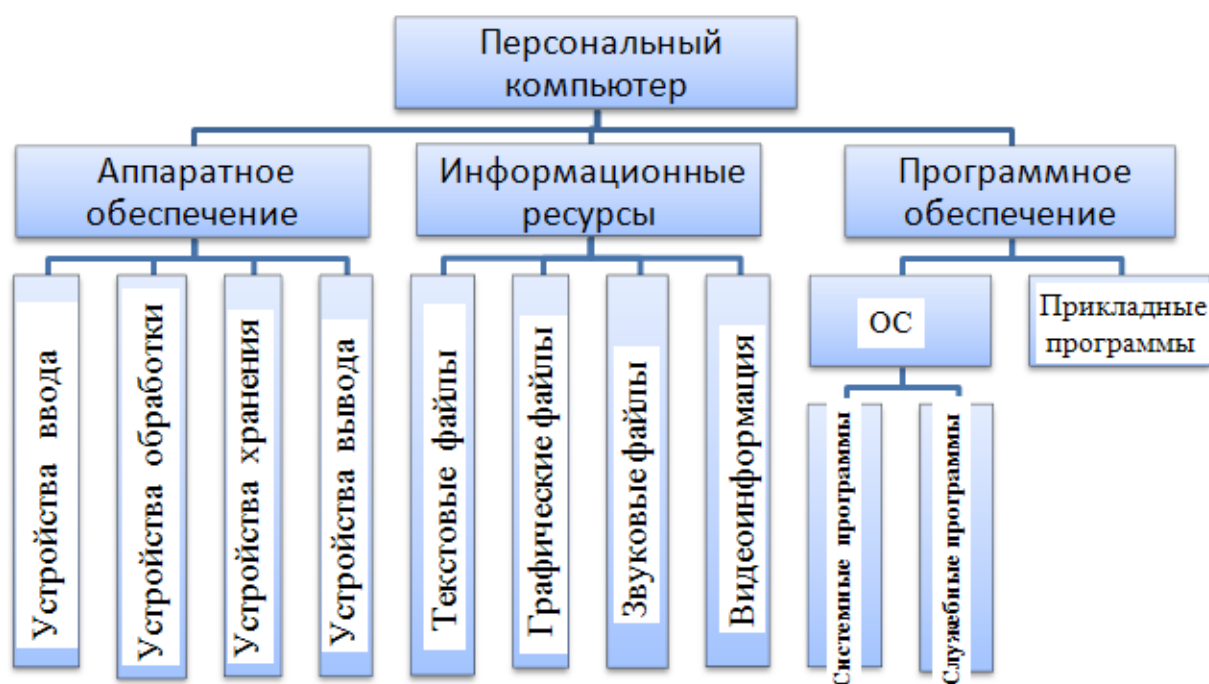 Персональный
компьютер
Аппаратное
обеспечение
Информационные
ресурсы
Программное
обеспечение
Устройства ввода
Устройства обработки
Устройства хранения
Устройства вывода
Текстовые файлы
Графические файлы
Звуковые файлы
Видеоинформация
ОС
Прикладные
программы
Системные программы
Служебные программы